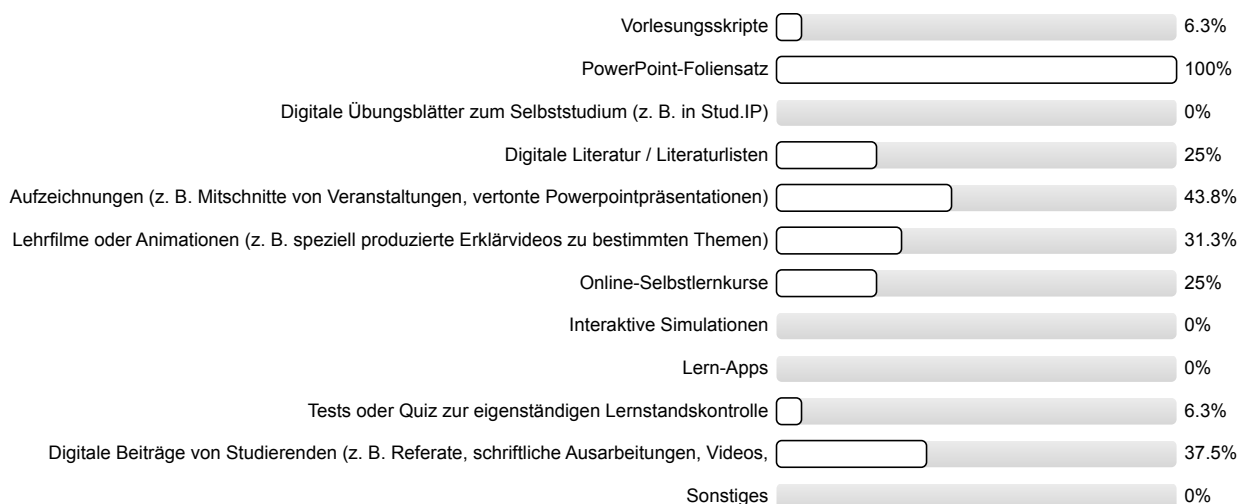 Vorlesungsskripte 6.3%
PowerPoint-Foliensatz 100%
Digitale Übungsblätter zum Selbststudium (z. B. in Stud.IP) 0%
Digitale Literatur / Literaturlisten 25%
Aufzeichnungen (z. B. Mitschnitte von Veranstaltungen, vertonte Powerpointpräsentationen) 43.8%
Lehrfilme oder Animationen (z. B. speziell produzierte Erklärvideos zu bestimmten Themen) 31.3%
Online-Selbstlernkurse 25%
Interaktive Simulationen 0%
Lern-Apps 0%
Tests oder Quiz zur eigenständigen Lernstandskontrolle 6.3%
Digitale Beiträge von Studierenden (z. B. Referate, schriftliche Ausarbeitungen, Videos, 37.5%
Sonstiges 0%